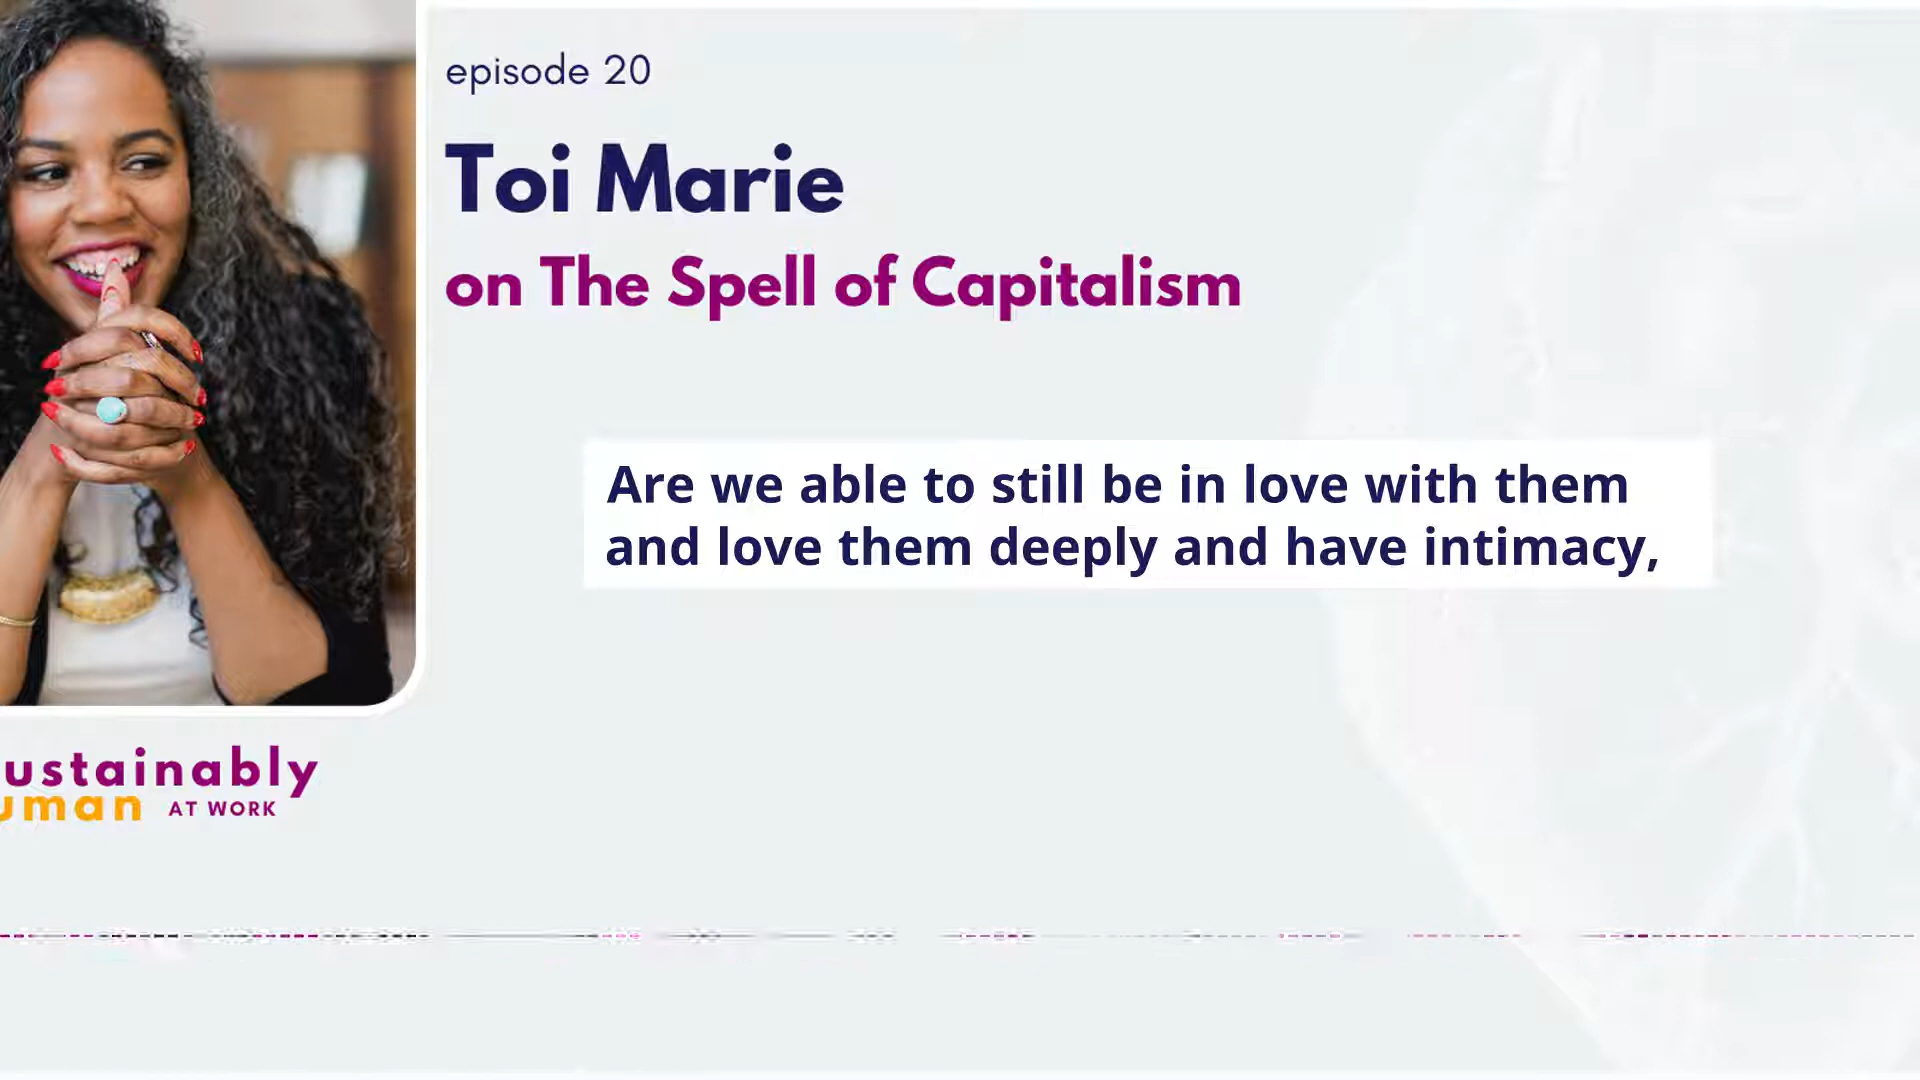 episode 20
Toi Marie
on The Spell of Capitalism
Are we able to still be in love with them
and love them deeply and have intimacy,
ustainably
uman AT WORK